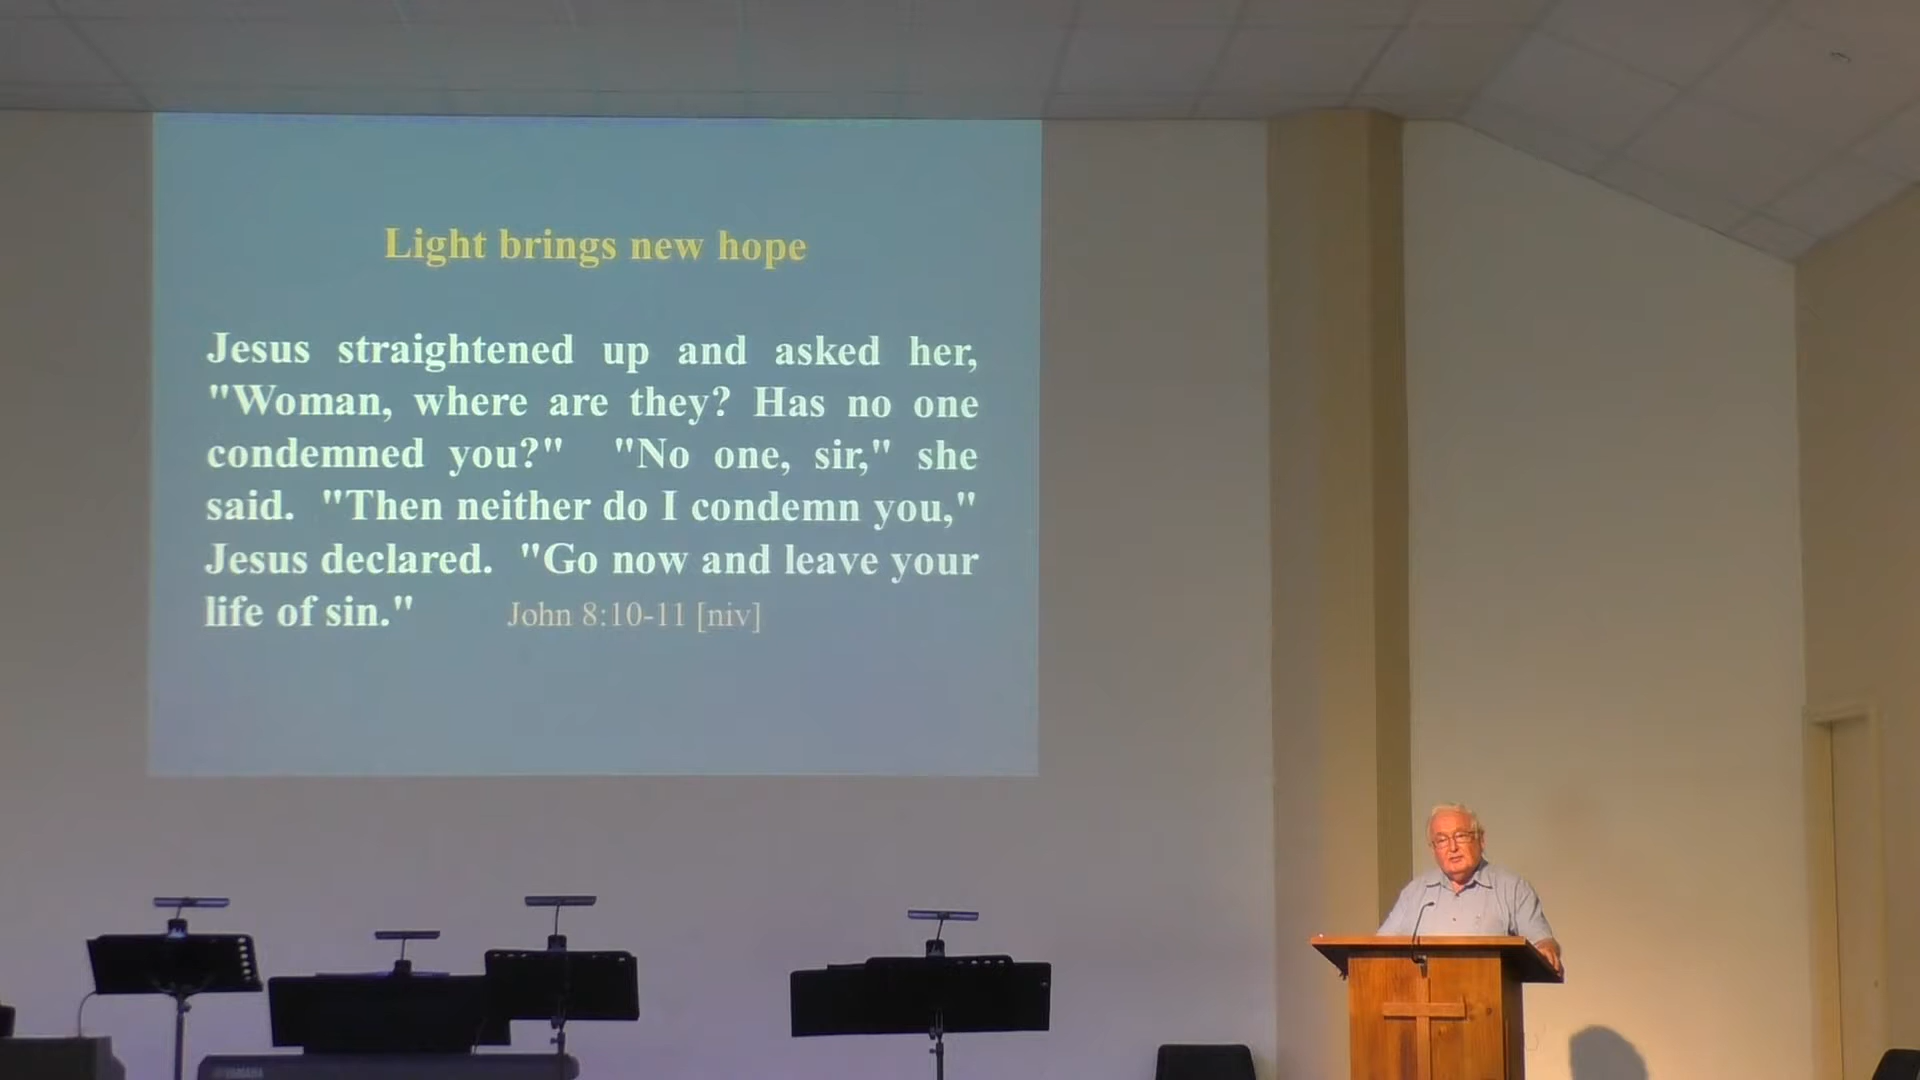 Light brings new hope
Jesus straightened up and asked her,
"Woman, where are they? Has no one
condemned you?" "No one, sir," she
said. "Then neither do I condemn you,"
Jesus declared. "Go now and leave your
life of sin." John 8:10-11 [niv]
YAMAHA